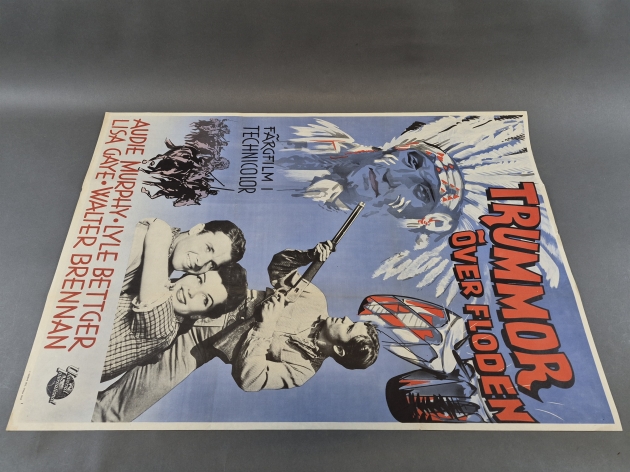 TRUMMOR
ÖVER FLODEN
FÄRGFILM I
TECHNICOLOR
AUDIE MURPHY · LYLE BETTGER
LISA GAYE · WALTER BRENNAN